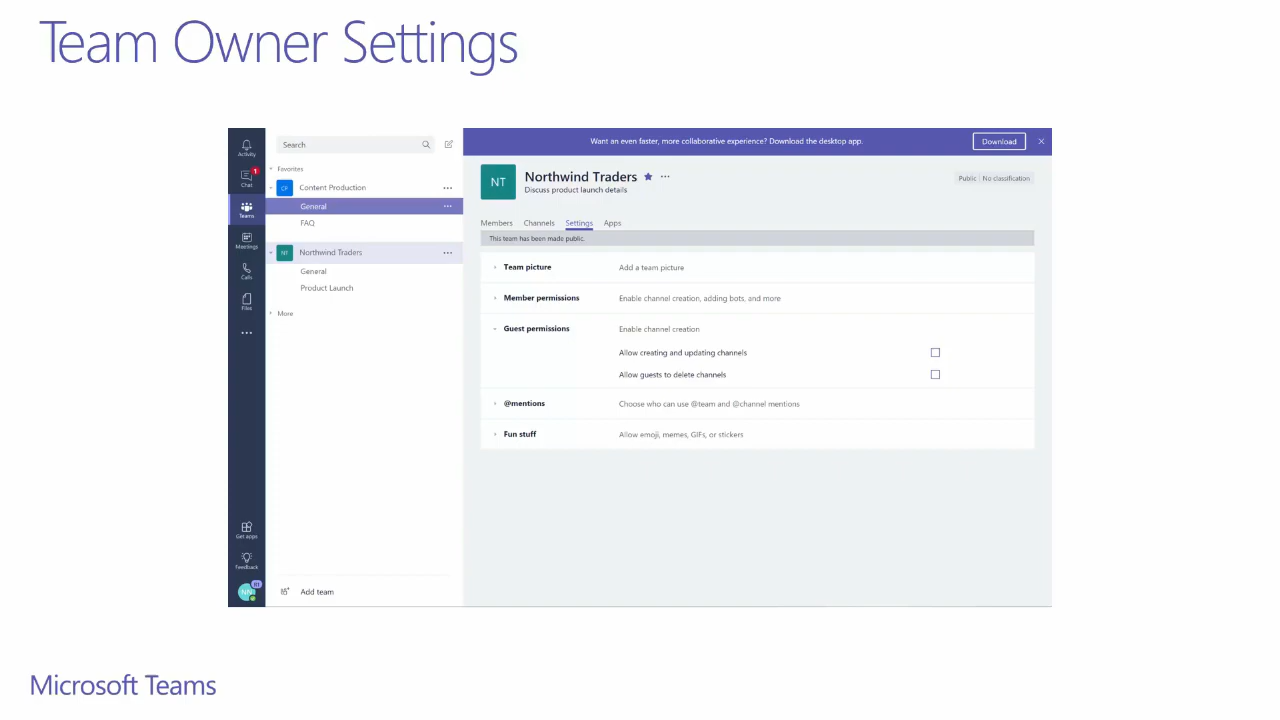 Team Owner Settings
Activity
Chat
1
Teams
Meetings
Calls
Files
Get apps
Feedback
NN
Search
Favorites
CP
Content Production
General
FAQ
NT
Northwind Traders
General
Product Launch
More
Add team
Want an even faster, more collaborative experience? Download the desktop app.
Download
NT
Northwind Traders
Discuss product launch details
Public
No classification
Members Channels Settings Apps
This team has been made public.
Team picture Add a team picture
Member permissions Enable channel creation, adding bots, and more
Guest permissions Enable channel creation
Allow creating and updating channels
Allow guests to delete channels
@mentions Choose who can use @team and @channel mentions
Fun stuff Allow emoji, memes, GIFs, or stickers
Microsoft Teams